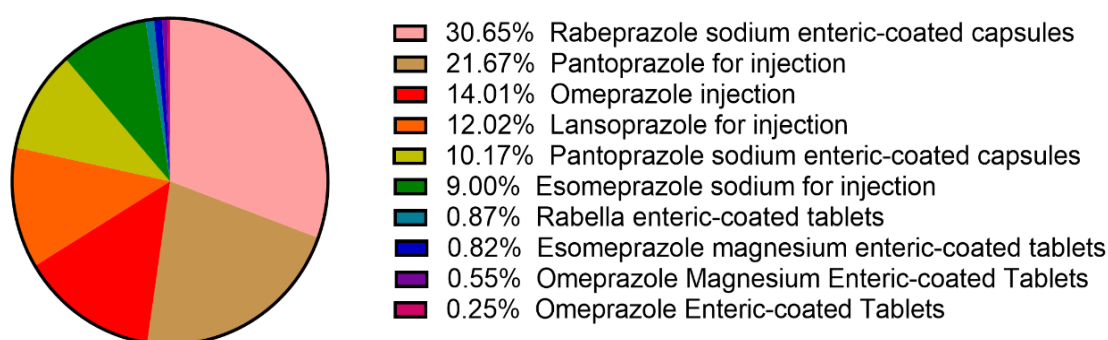 30.65% Rabeprazole sodium enteric-coated capsules
21.67% Pantoprazole for injection
14.01% Omeprazole injection
12.02% Lansoprazole for injection
10.17% Pantoprazole sodium enteric-coated capsules
9.00% Esomeprazole sodium for injection
0.87% Rabella enteric-coated tablets
0.82% Esomeprazole magnesium enteric-coated tablets
0.55% Omeprazole Magnesium Enteric-coated Tablets
0.25% Omeprazole Enteric-coated Tablets